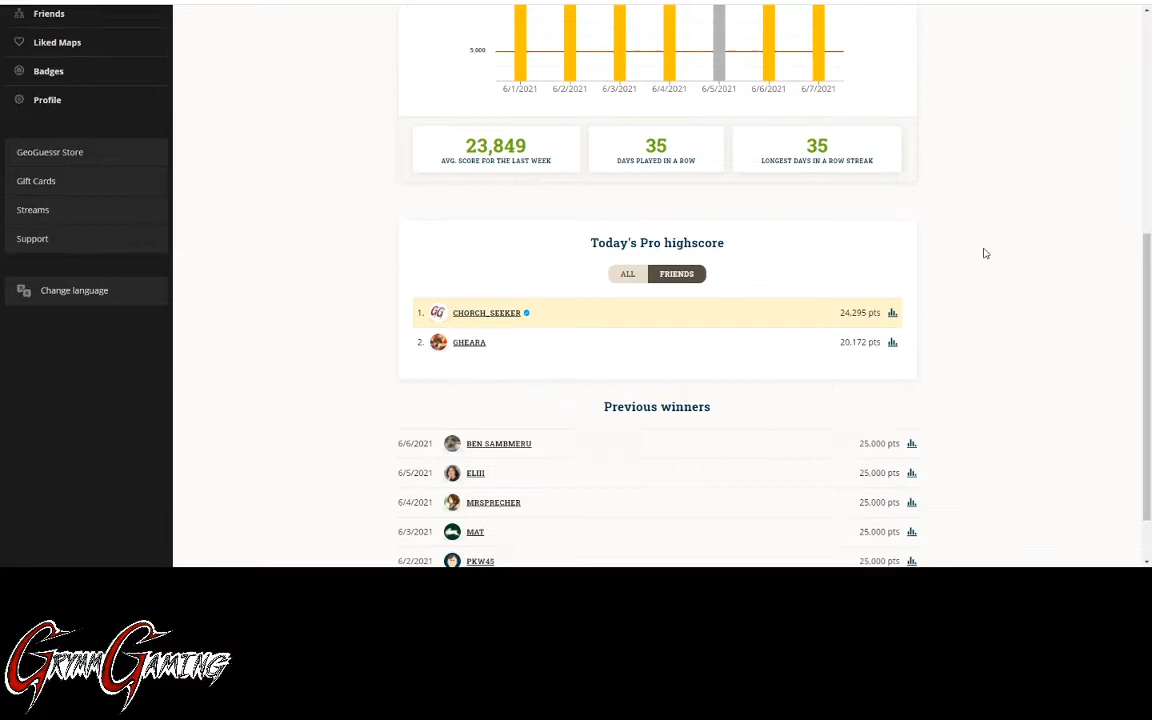 Friends
Liked Maps
Badges
Profile
GeoGuessr Store
Gift Cards
Streams
Support
Change language
5,000
6/1/2021 6/2/2021 6/3/2021 6/4/2021 6/5/2021 6/6/2021 6/7/2021
23,849 35 35
AVG. SCORE FOR THE LAST WEEK DAYS PLAYED IN A ROW LONGEST DAYS IN A ROW STREAK
Today's Pro highscore
ALL FRIENDS
1. GG CHORCH_SEEKER 24,295 pts
2. GHEARA 20,172 pts
Previous winners
6/6/2021 BEN SAMBMERU 25,000 pts
6/5/2021 ELIII 25,000 pts
6/4/2021 MRSPRECHER 25,000 pts
6/3/2021 MAT 25,000 pts
6/2/2021 PKW45 25,000 pts
GRYMMGAMING